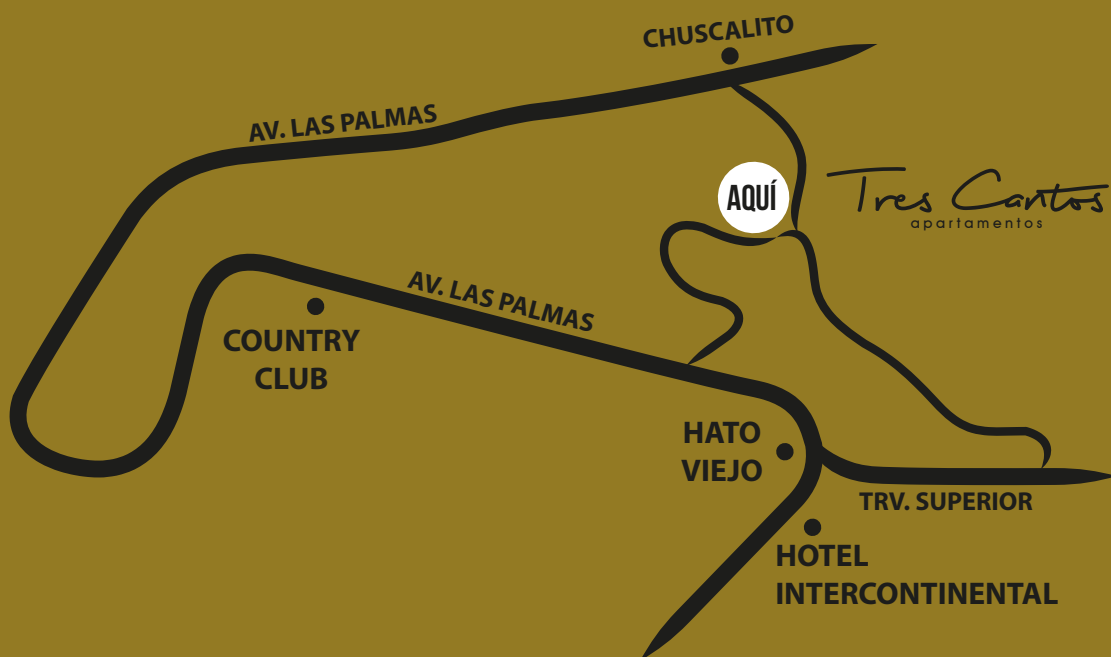 CHUSCALITO
AV. LAS PALMAS
AQUÍ
Tres Cantos
apartamentos
AV. LAS PALMAS
COUNTRY
CLUB
HATO
VIEJO
TRV. SUPERIOR
HOTEL
INTERCONTINENTAL